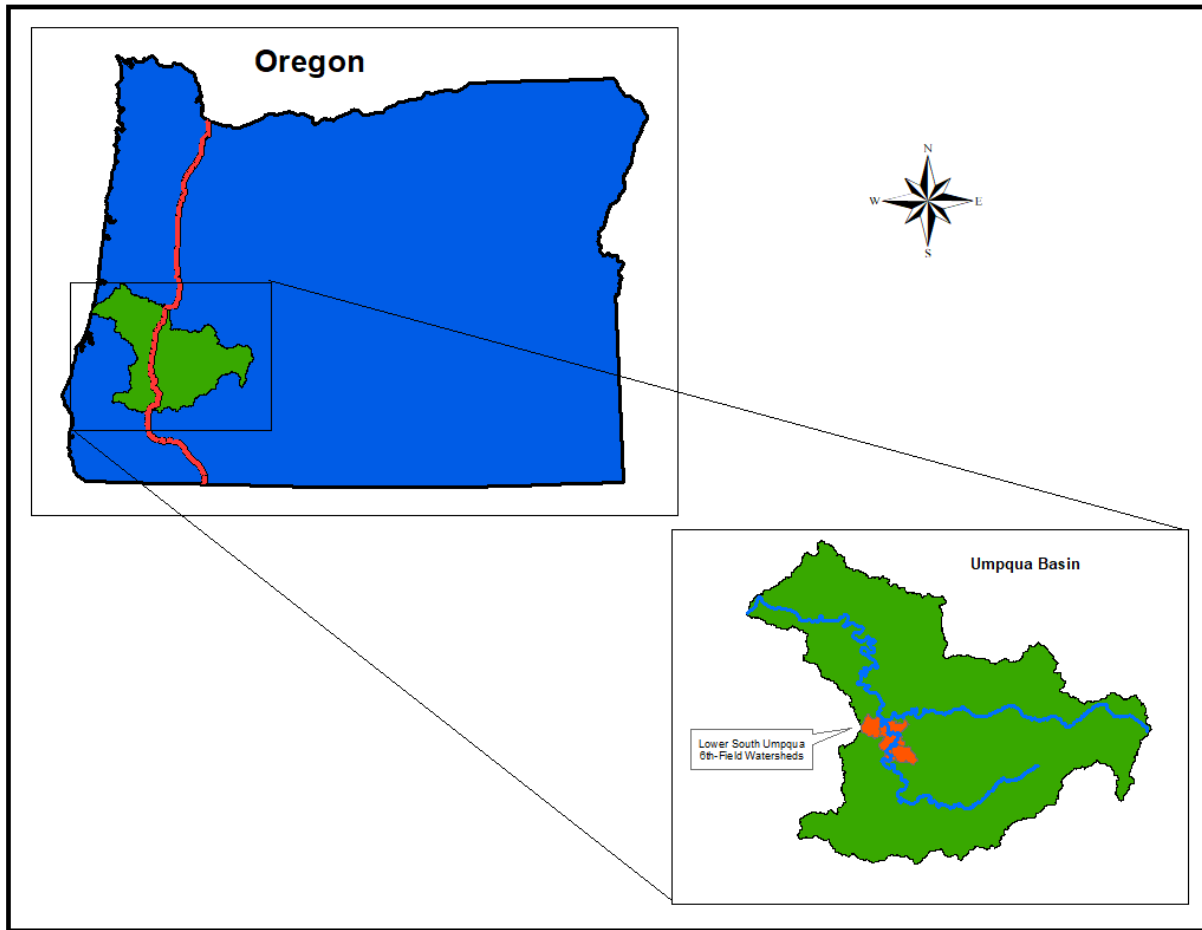 Oregon
N
W
E
S
Umpqua Basin
Lower South Umpqua
6th-Field Watersheds